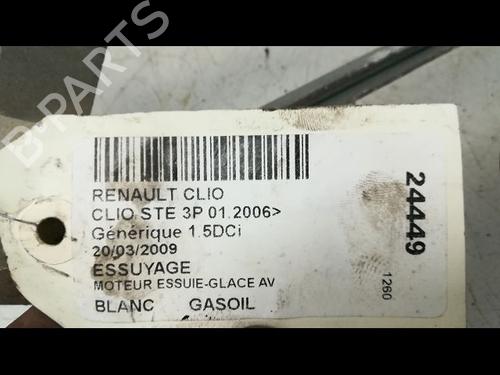 RENAULT CLIO
CLIO STE 3P 01.2006>
Générique 1.5DCi
20/03/2009
ESSUYAGE
MOTEUR ESSUIE-GLACE AV
BLANC GASOIL
24449
1260
B-PARTS